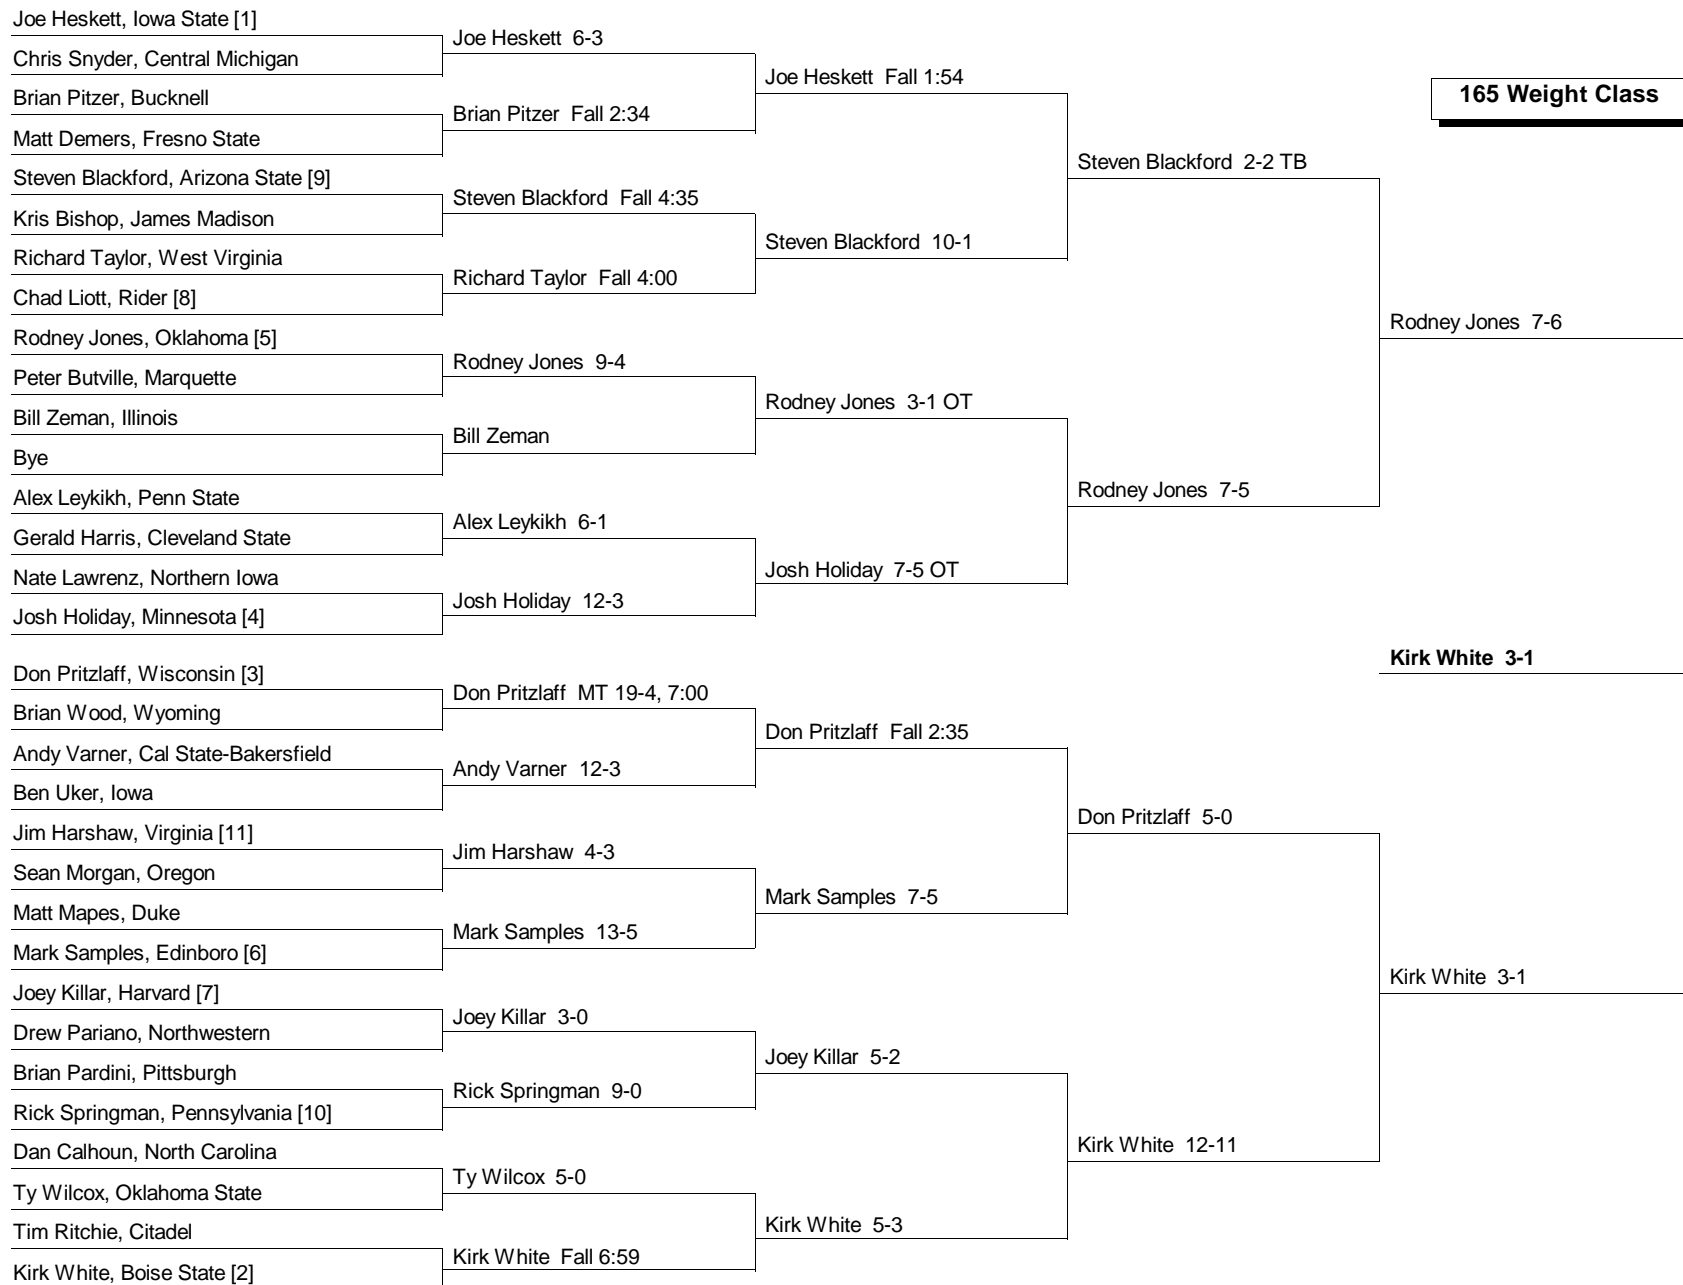 Joe Heskett, Iowa State [1]
Chris Snyder, Central Michigan
Brian Pitzer, Bucknell
Matt Demers, Fresno State
Steven Blackford, Arizona State [9]
Kris Bishop, James Madison
Richard Taylor, West Virginia
Chad Liott, Rider [8]
Rodney Jones, Oklahoma [5]
Peter Butville, Marquette
Bill Zeman, Illinois
Bye
Alex Leykikh, Penn State
Gerald Harris, Cleveland State
Nate Lawrenz, Northern Iowa
Josh Holiday, Minnesota [4]
Don Pritzlaff, Wisconsin [3]
Brian Wood, Wyoming
Andy Varner, Cal State-Bakersfield
Ben Uker, Iowa
Jim Harshaw, Virginia [11]
Sean Morgan, Oregon
Matt Mapes, Duke
Mark Samples, Edinboro [6]
Joey Killar, Harvard [7]
Drew Pariano, Northwestern
Brian Pardini, Pittsburgh
Rick Springman, Pennsylvania [10]
Dan Calhoun, North Carolina
Ty Wilcox, Oklahoma State
Tim Ritchie, Citadel
Kirk White, Boise State [2]
Joe Heskett 6-3
Brian Pitzer Fall 2:34
Steven Blackford Fall 4:35
Richard Taylor Fall 4:00
Rodney Jones 9-4
Bill Zeman
Alex Leykikh 6-1
Josh Holiday 12-3
Don Pritzlaff MT 19-4, 7:00
Andy Varner 12-3
Jim Harshaw 4-3
Mark Samples 13-5
Joey Killar 3-0
Rick Springman 9-0
Ty Wilcox 5-0
Kirk White Fall 6:59
Joe Heskett Fall 1:54
Steven Blackford 10-1
Rodney Jones 3-1 OT
Josh Holiday 7-5 OT
Don Pritzlaff Fall 2:35
Mark Samples 7-5
Joey Killar 5-2
Kirk White 5-3
Steven Blackford 2-2 TB
Rodney Jones 7-5
Don Pritzlaff 5-0
Kirk White 12-11
165 Weight Class
Rodney Jones 7-6
Kirk White 3-1
Kirk White 3-1